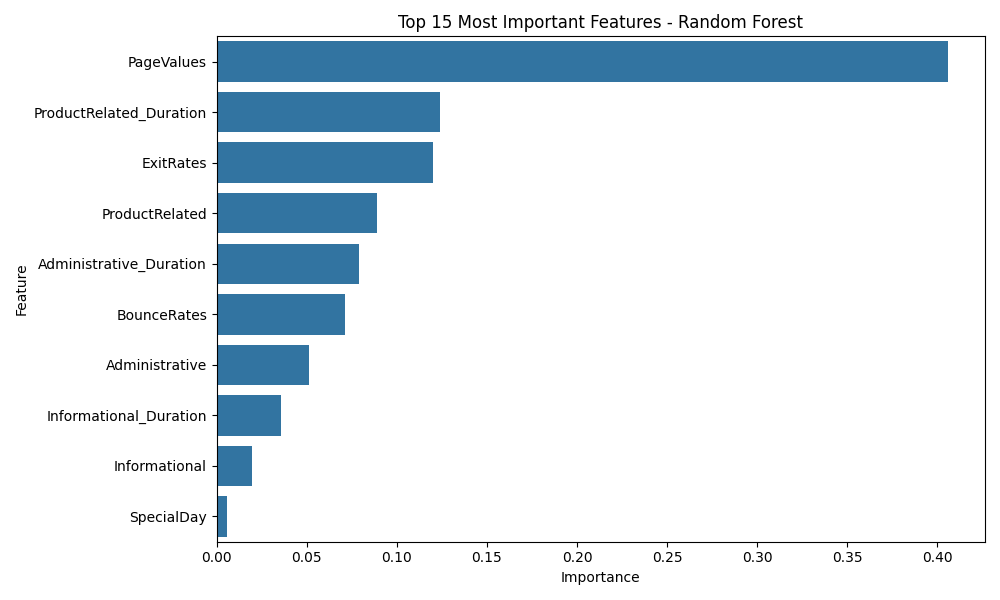 Top 15 Most Important Features - Random Forest
PageValues
ProductRelated_Duration
ExitRates
ProductRelated
Administrative_Duration
BounceRates
Administrative
Informational_Duration
Informational
SpecialDay
Feature
0.00 0.05 0.10 0.15 0.20 0.25 0.30 0.35 0.40
Importance